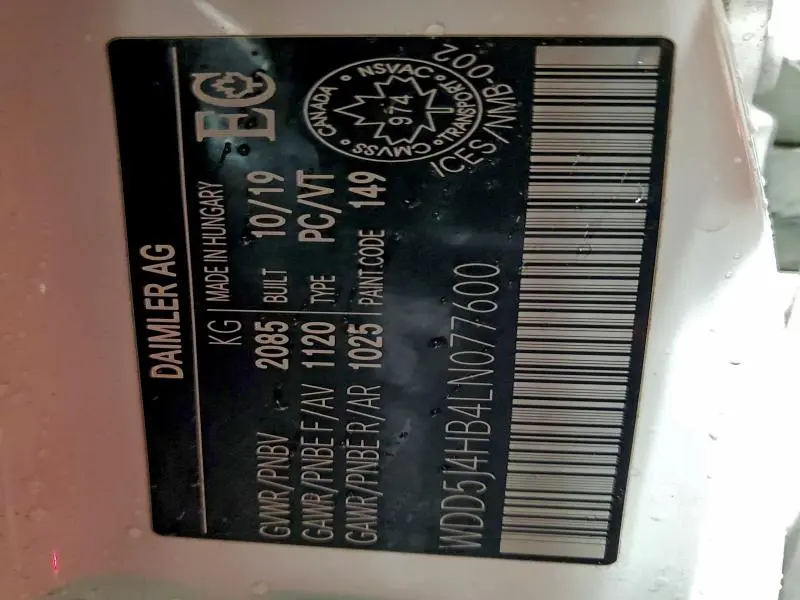 DAIMLER AG
KG | MADE IN HUNGARY
GWR/PNBV 2085 BUILT 10/19
GAWR/PNBE F/AV 1120 TYPE PC/VT
GAWR/PNBE R/AR 1025 PAINT CODE 149
EC
CANADA • NSVAC • TRANSPORT • CMVSS •
974
ICES/NMB-002
WDD5J4HB4LN077600